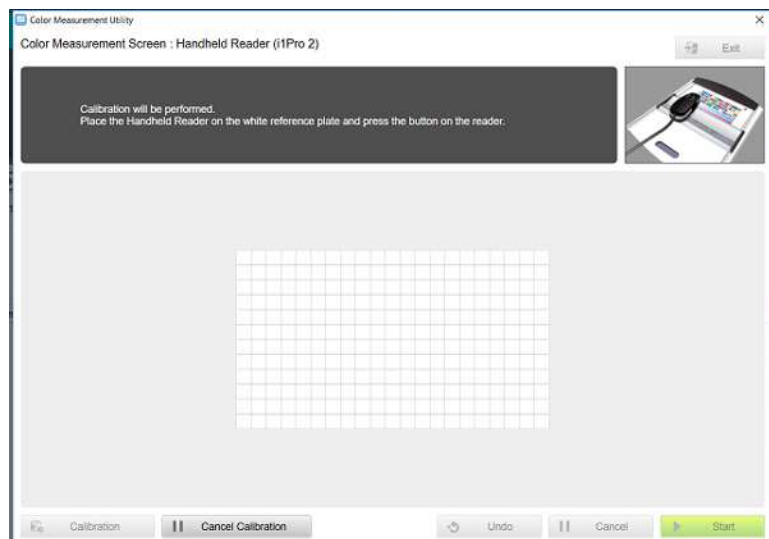 Color Measurement Utility
Color Measurement Screen : Handheld Reader (i1Pro 2)
Exit
Calibration will be performed.
Place the Handheld Reader on the white reference plate and press the button on the reader.
Calibration
Cancel Calibration
Undo
Cancel
Start